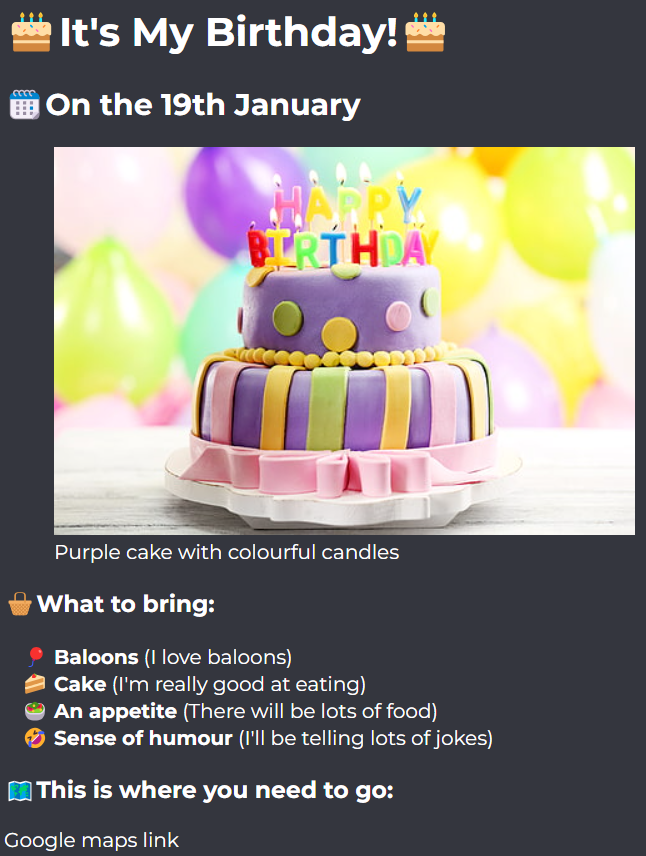 It's My Birthday!
On the 19th January
HAPPY
BIRTHDAY
Purple cake with colourful candles
What to bring:
Baloons (I love baloons)
Cake (I'm really good at eating)
An appetite (There will be lots of food)
Sense of humour (I'll be telling lots of jokes)
This is where you need to go:
Google maps link